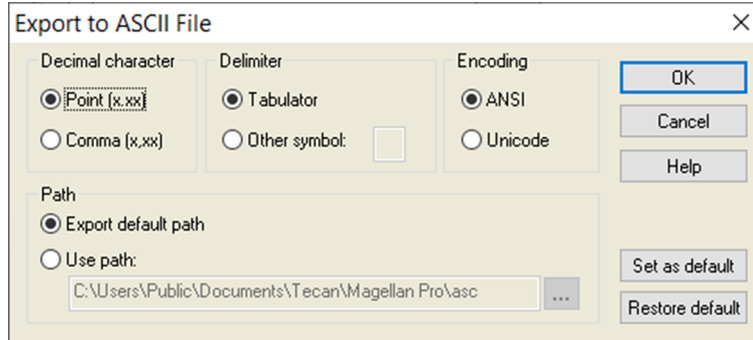 Export to ASCII File
Decimal character
Point (x.xx)
Comma (x,xx)
Delimiter
Tabulator
Other symbol:
Encoding
ANSI
Unicode
OK
Cancel
Help
Path
Export default path
Use path:
C:\Users\Public\Documents\Tecan\Magellan Pro\asc
...
Set as default
Restore default